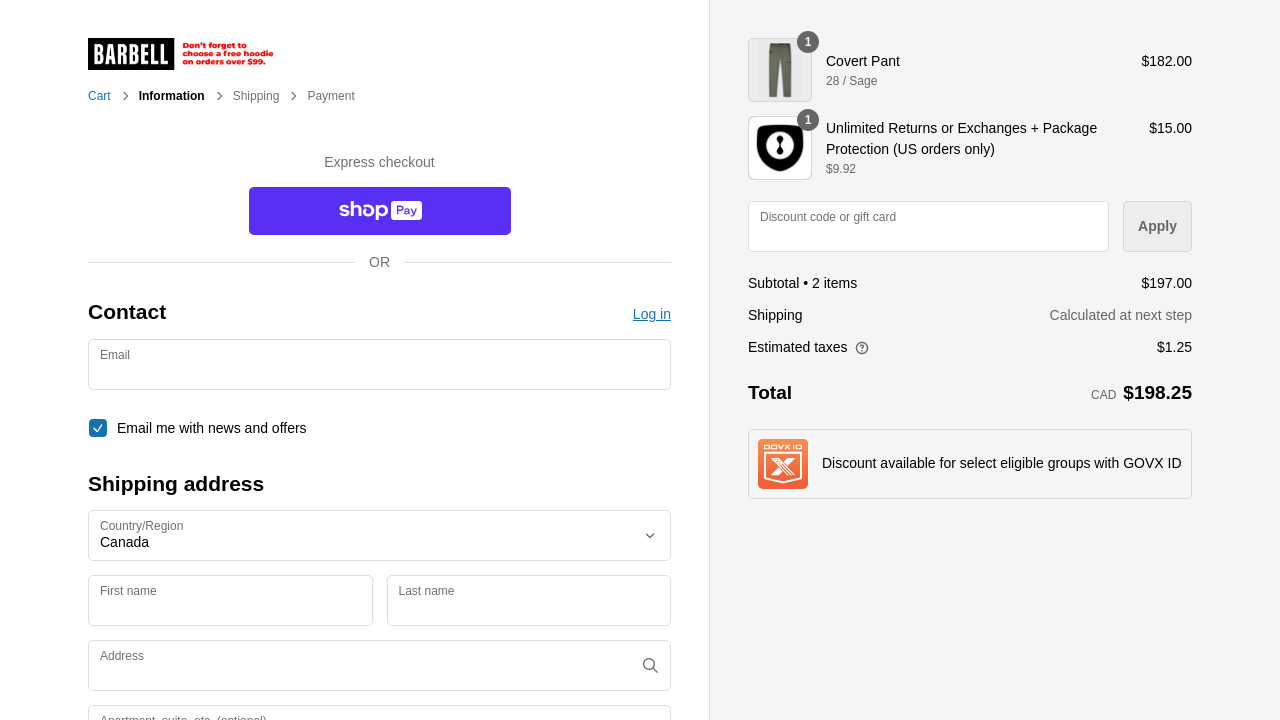 BARBELL
Don't forget to
choose a free hoodie
on orders over $99.
Cart
Information
Shipping
Payment
Express checkout
shop Pay
OR
Contact
Log in
Email
Email me with news and offers
Shipping address
Country/Region
Canada
First name
Last name
Address
Apartment, suite, etc. (optional)
1
Covert Pant
$182.00
28 / Sage
1
Unlimited Returns or Exchanges + Package
Protection (US orders only)
$15.00
$9.92
Discount code or gift card
Apply
Subtotal • 2 items
$197.00
Shipping
Calculated at next step
Estimated taxes
$1.25
Total
CAD $198.25
GOVX ID
X
Discount available for select eligible groups with GOVX ID